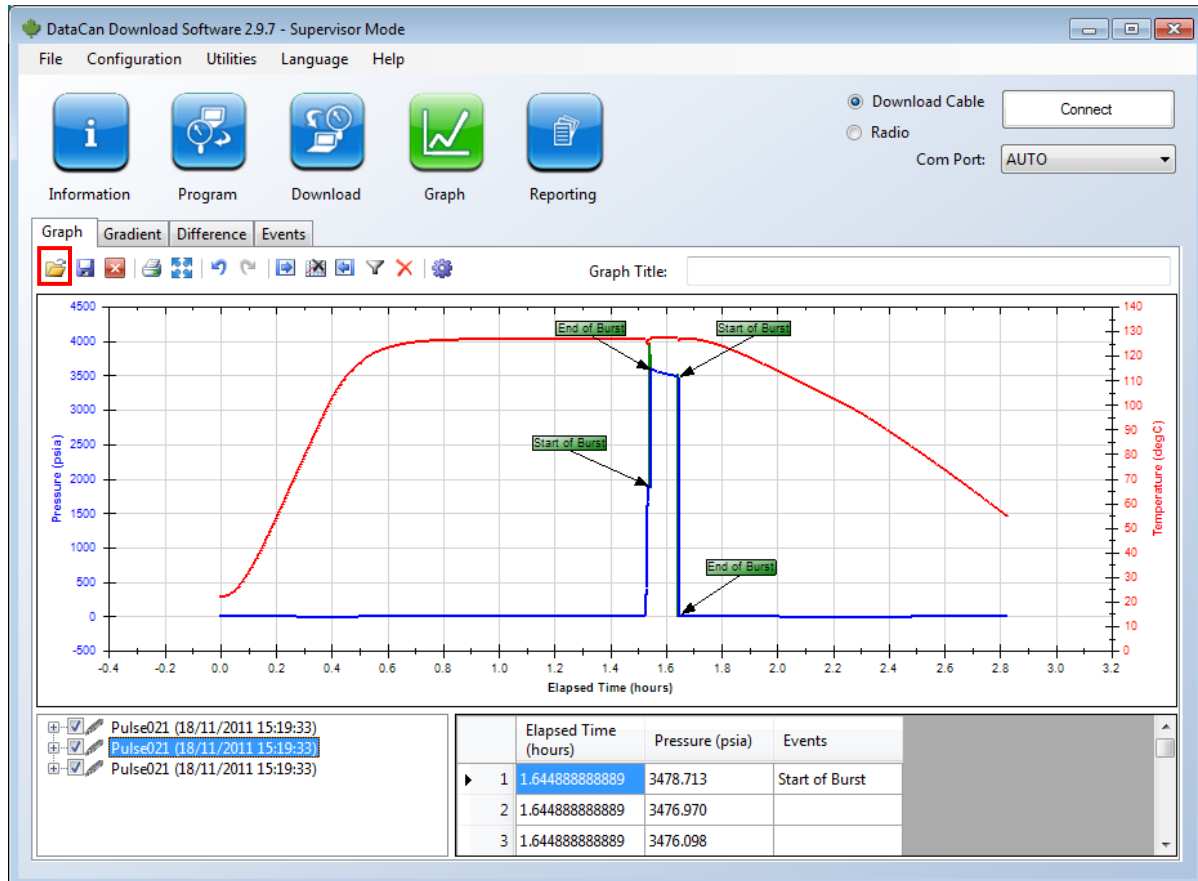 DataCan Download Software 2.9.7 - Supervisor Mode
File Configuration Utilities Language Help
Download Cable
Radio
Connect
Com Port: AUTO
Information Program Download Graph Reporting
Graph Gradient Difference Events
Graph Title:
4500
4000
3500
3000
2500
2000
1500
1000
500
0
-500
Pressure (psia)
End of Burst
Start of Burst
Start of Burst
End of Burst
140
130
120
110
100
90
80
70
60
50
40
30
20
10
0
Temperature (degC)
-0.4 -0.2 0.0 0.2 0.4 0.6 0.8 1.0 1.2 1.4 1.6 1.8 2.0 2.2 2.4 2.6 2.8 3.0 3.2
Elapsed Time (hours)
Pulse021 (18/11/2011 15:19:33)
Pulse021 (18/11/2011 15:19:33)
Pulse021 (18/11/2011 15:19:33)
Elapsed Time
(hours) Pressure (psia) Events
1 1.644888888889 3478.713 Start of Burst
2 1.644888888889 3476.970
3 1.644888888889 3476.098